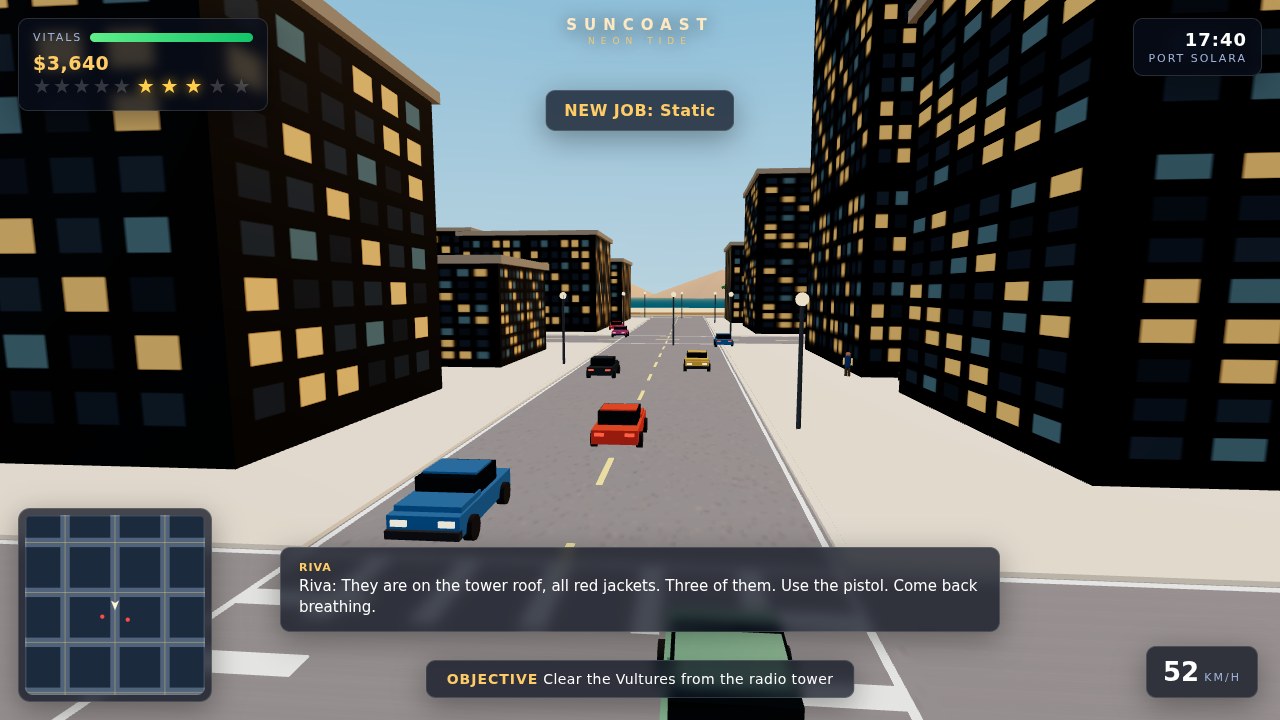 VITALS
$3,640
★★★★★★★★★★
SUNCOAST
NEON TIDE
NEW JOB: Static
17:40
PORT SOLARA
RIVA
Riva: They are on the tower roof, all red jackets. Three of them. Use the pistol. Come back
breathing.
OBJECTIVE Clear the Vultures from the radio tower
52 KM/H